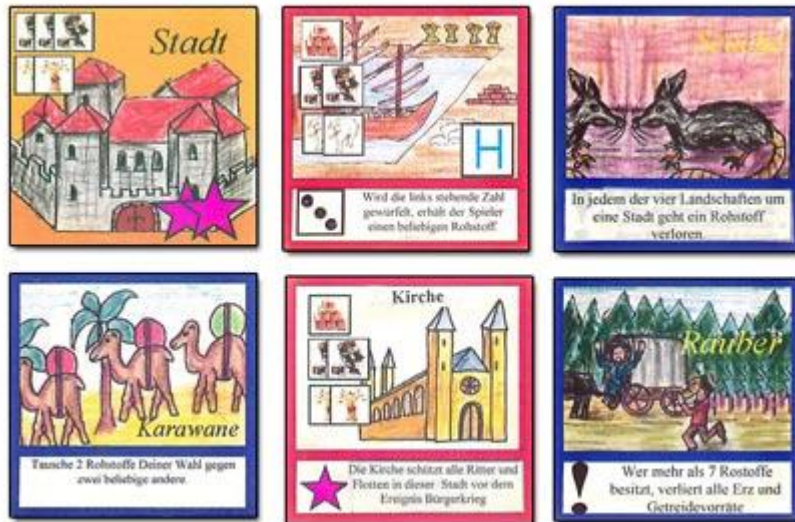 Stadt
H
Wird die links stehende Zahl
gewürfelt, erhält der Spieler
einen beliebigen Rohstoff
In jedem der vier Landschaften um
eine Stadt geht ein Rohstoff
verloren
Karawane
Tausche 2 Rohstoffe Deiner Wahl gegen
zwei beliebige andere
Kirche
Die Kirche schützt alle Ritter und
Flotten in dieser Stadt vor dem
Ereignis Bürgerkrieg
Räuber
! Wer mehr als 7 Rostoffe
besitzt, verliert alle Erz und
Getreidevorräte